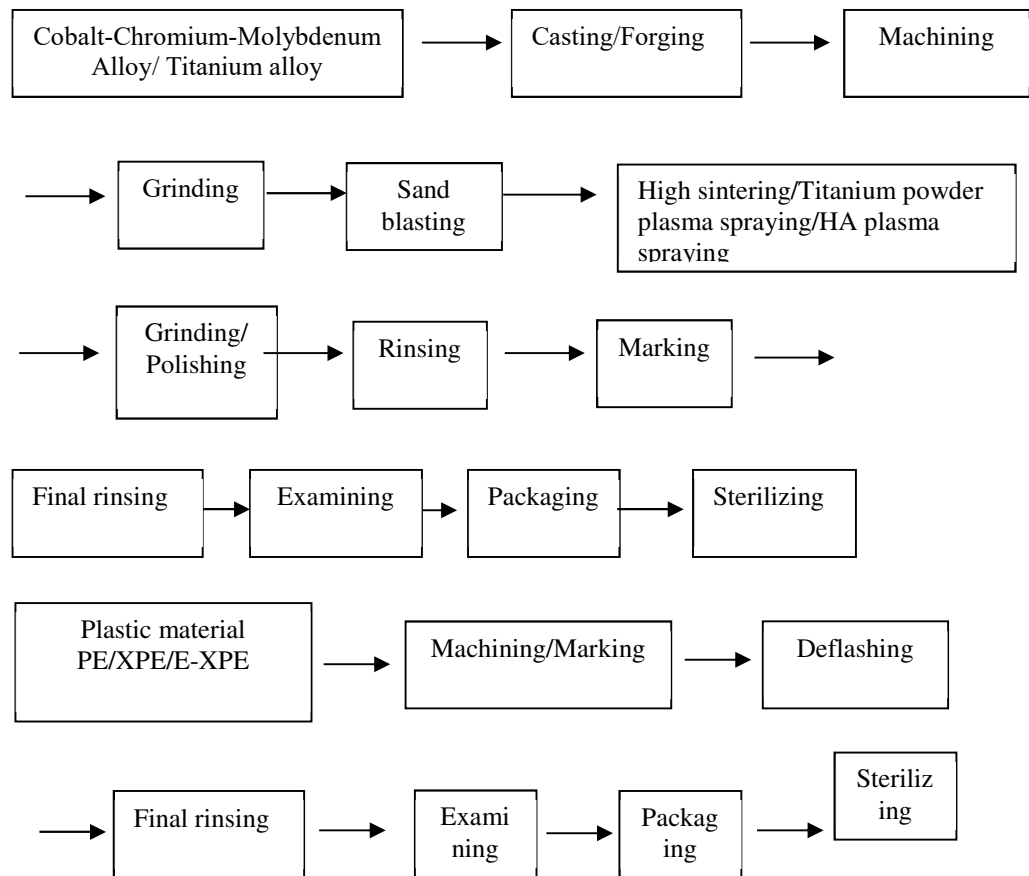 Cobalt-Chromium-Molybdenum
Alloy/ Titanium alloy
Casting/Forging
Machining
Grinding
Sand
blasting
High sintering/Titanium powder
plasma spraying/HA plasma
spraying
Grinding/
Polishing
Rinsing
Marking
Final rinsing
Examining
Packaging
Sterilizing
Plastic material
PE/XPE/E-XPE
Machining/Marking
Deflashing
Final rinsing
Exami
ning
Packag
ing
Steriliz
ing